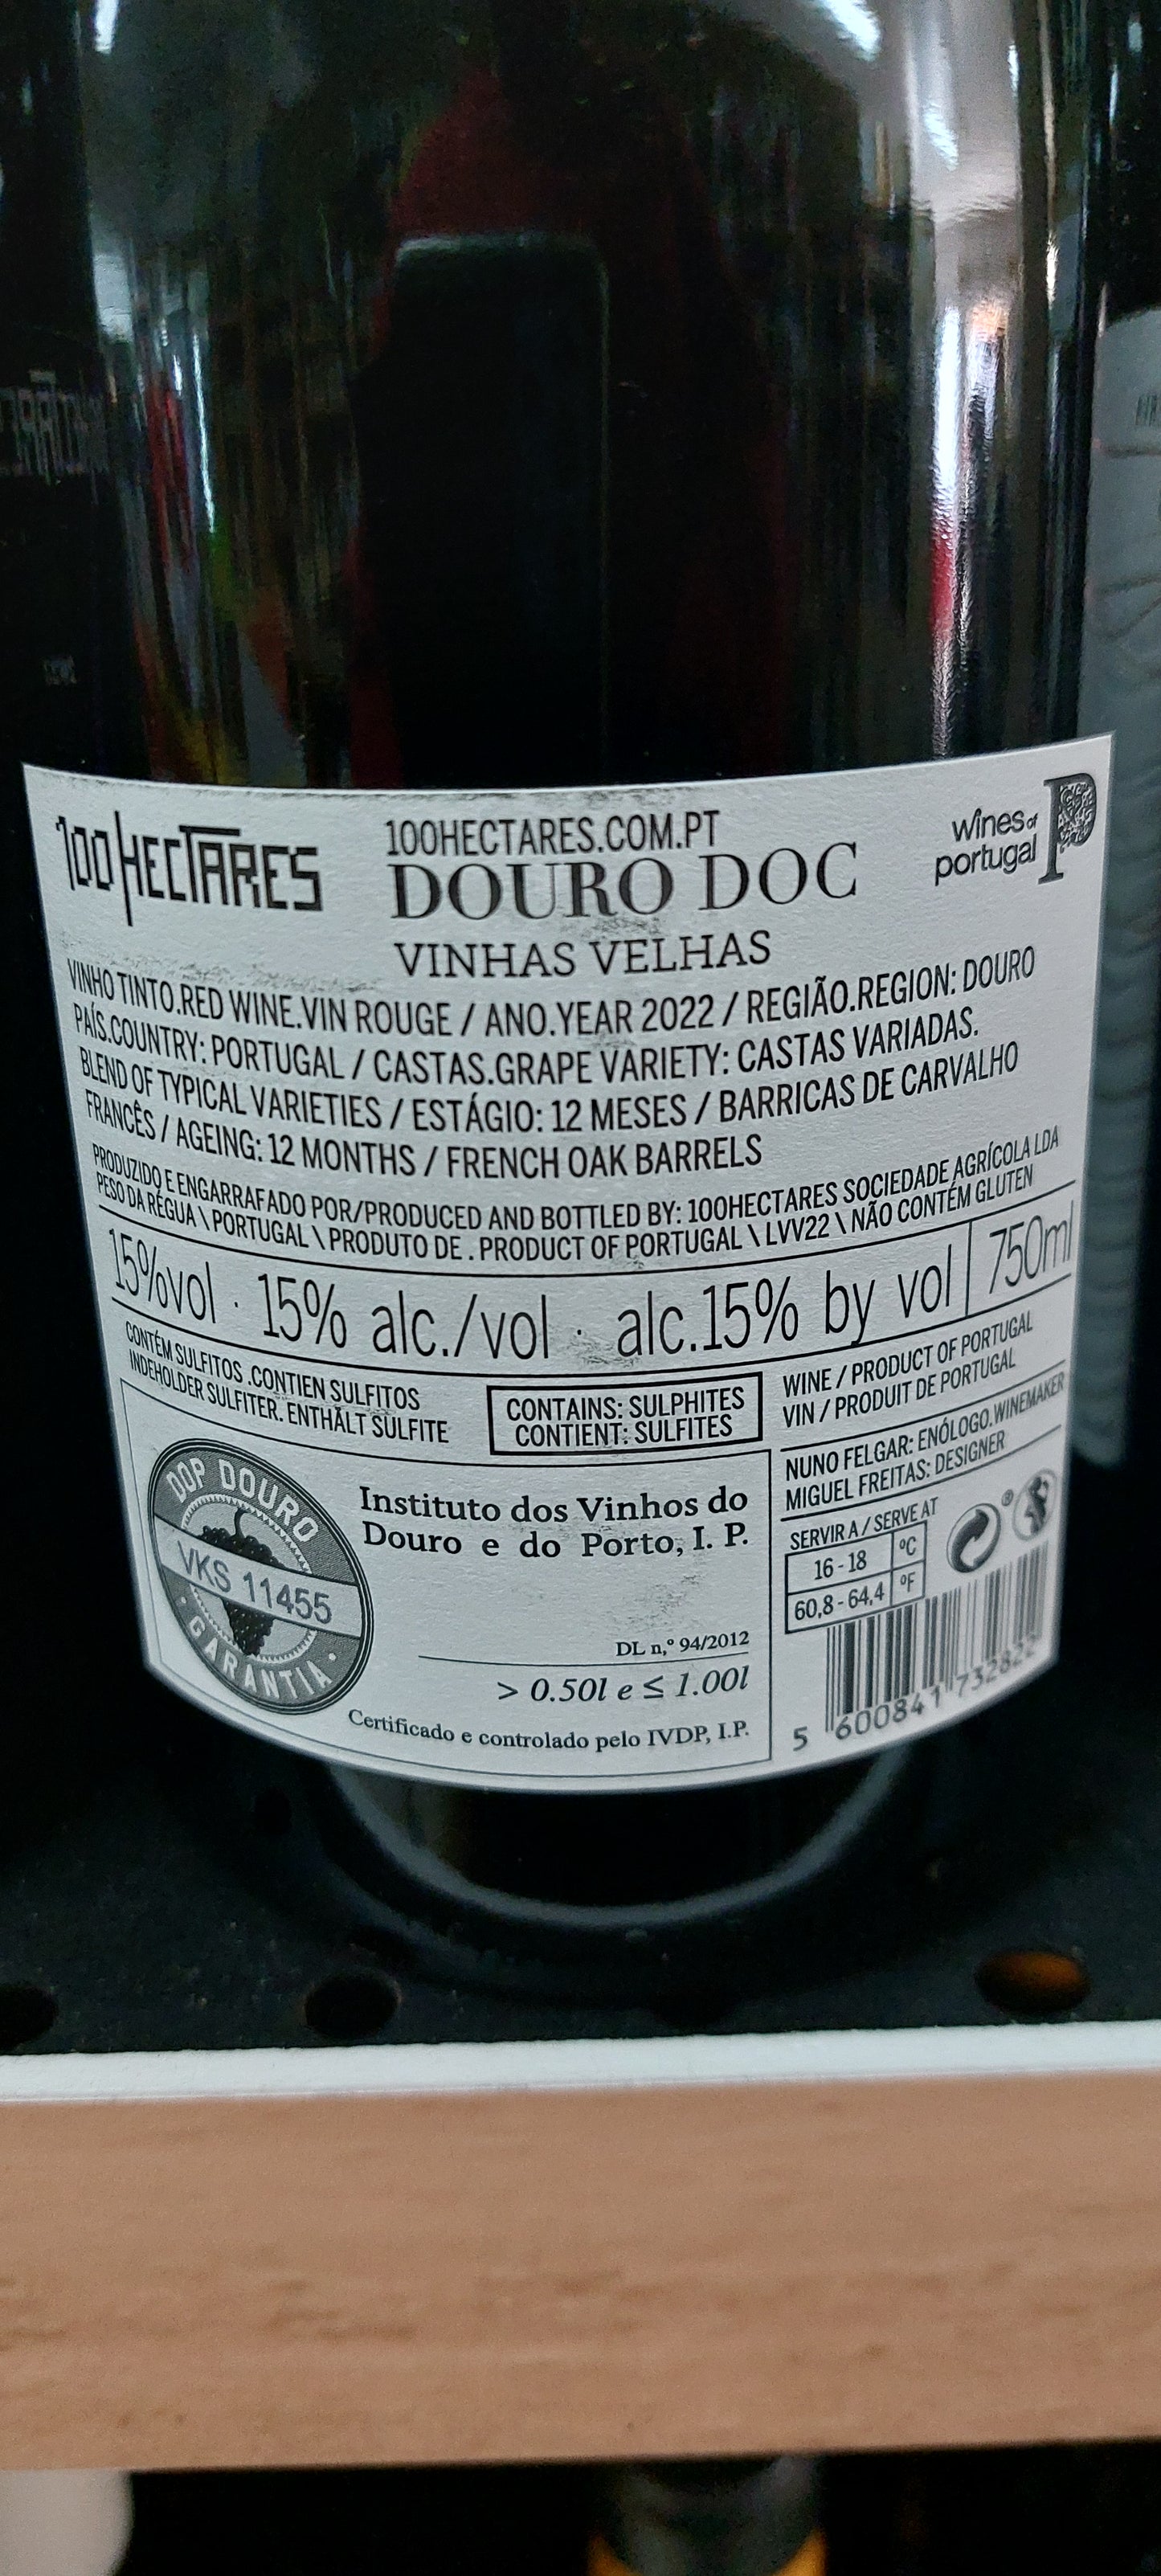 100HECTARES
100HECTARES.COM.PT
wines of
portugal
DOURO DOC
VINHAS VELHAS
VINHO TINTO.RED WINE.VIN ROUGE / ANO.YEAR 2022 / REGIÃO.REGION: DOURO
PAÍS.COUNTRY: PORTUGAL / CASTAS.GRAPE VARIETY: CASTAS VARIADAS.
BLEND OF TYPICAL VARIETIES / ESTÁGIO: 12 MESES / BARRICAS DE CARVALHO
FRANCÊS / AGEING: 12 MONTHS / FRENCH OAK BARRELS
PRODUZIDO E ENGARRAFADO POR/PRODUCED AND BOTTLED BY: 100HECTARES SOCIEDADE AGRÍCOLA LDA
PESO DA RÉGUA \ PORTUGAL \ PRODUTO DE . PRODUCT OF PORTUGAL \ LVV22 \ NÃO CONTÉM GLUTEN
15%vol · 15% alc./vol · alc.15% by vol 750ml
CONTÉM SULFITOS .CONTIEN SULFITOS
INDEHOLDER SULFITER. ENTHÄLT SULFITE
CONTAINS: SULPHITES
CONTIENT: SULFITES
WINE / PRODUCT OF PORTUGAL
VIN / PRODUIT DE PORTUGAL
NUNO FELGAR: ENÓLOGO.WINEMAKER
MIGUEL FREITAS: DESIGNER
DOP DOURO
VKS 11455
· GARANTIA ·
Instituto dos Vinhos do
Douro e do Porto, I. P.
DL n,º 94/2012
> 0.50l e ≤ 1.00l
Certificado e controlado pelo IVDP, I.P.
SERVIR A / SERVE AT
16-18 ºC
60,8-64,4 ºF
5 600841 732822